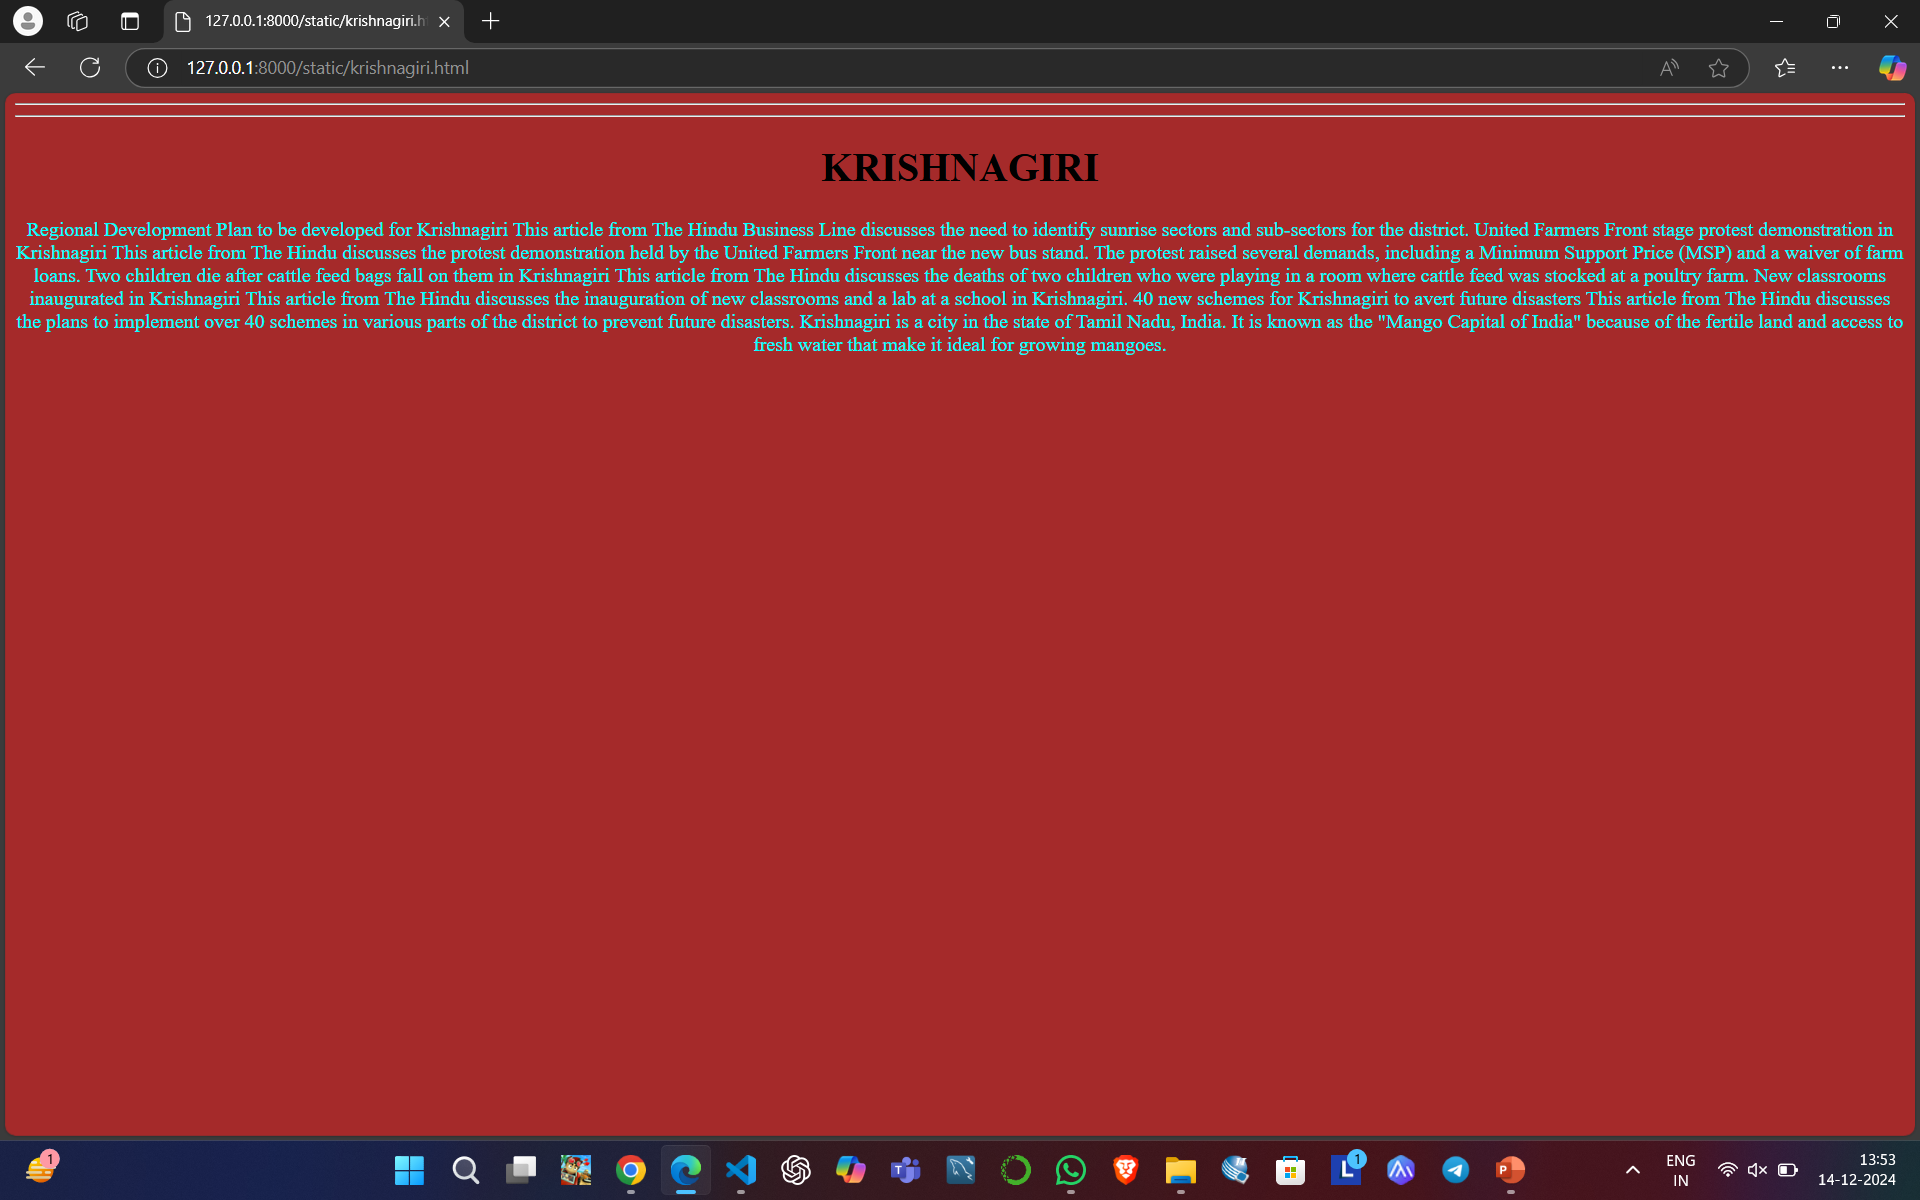 127.0.0.1:8000/static/krishnagiri.h
127.0.0.1:8000/static/krishnagiri.html
KRISHNAGIRI
Regional Development Plan to be developed for Krishnagiri This article from The Hindu Business Line discusses the need to identify sunrise sectors and sub-sectors for the district. United Farmers Front stage protest demonstration in
Krishnagiri This article from The Hindu discusses the protest demonstration held by the United Farmers Front near the new bus stand. The protest raised several demands, including a Minimum Support Price (MSP) and a waiver of farm
loans. Two children die after cattle feed bags fall on them in Krishnagiri This article from The Hindu discusses the deaths of two children who were playing in a room where cattle feed was stocked at a poultry farm. New classrooms
inaugurated in Krishnagiri This article from The Hindu discusses the inauguration of new classrooms and a lab at a school in Krishnagiri. 40 new schemes for Krishnagiri to avert future disasters This article from The Hindu discusses
the plans to implement over 40 schemes in various parts of the district to prevent future disasters. Krishnagiri is a city in the state of Tamil Nadu, India. It is known as the "Mango Capital of India" because of the fertile land and access to
fresh water that make it ideal for growing mangoes.
1
1
ENG
IN
13:53
14-12-2024